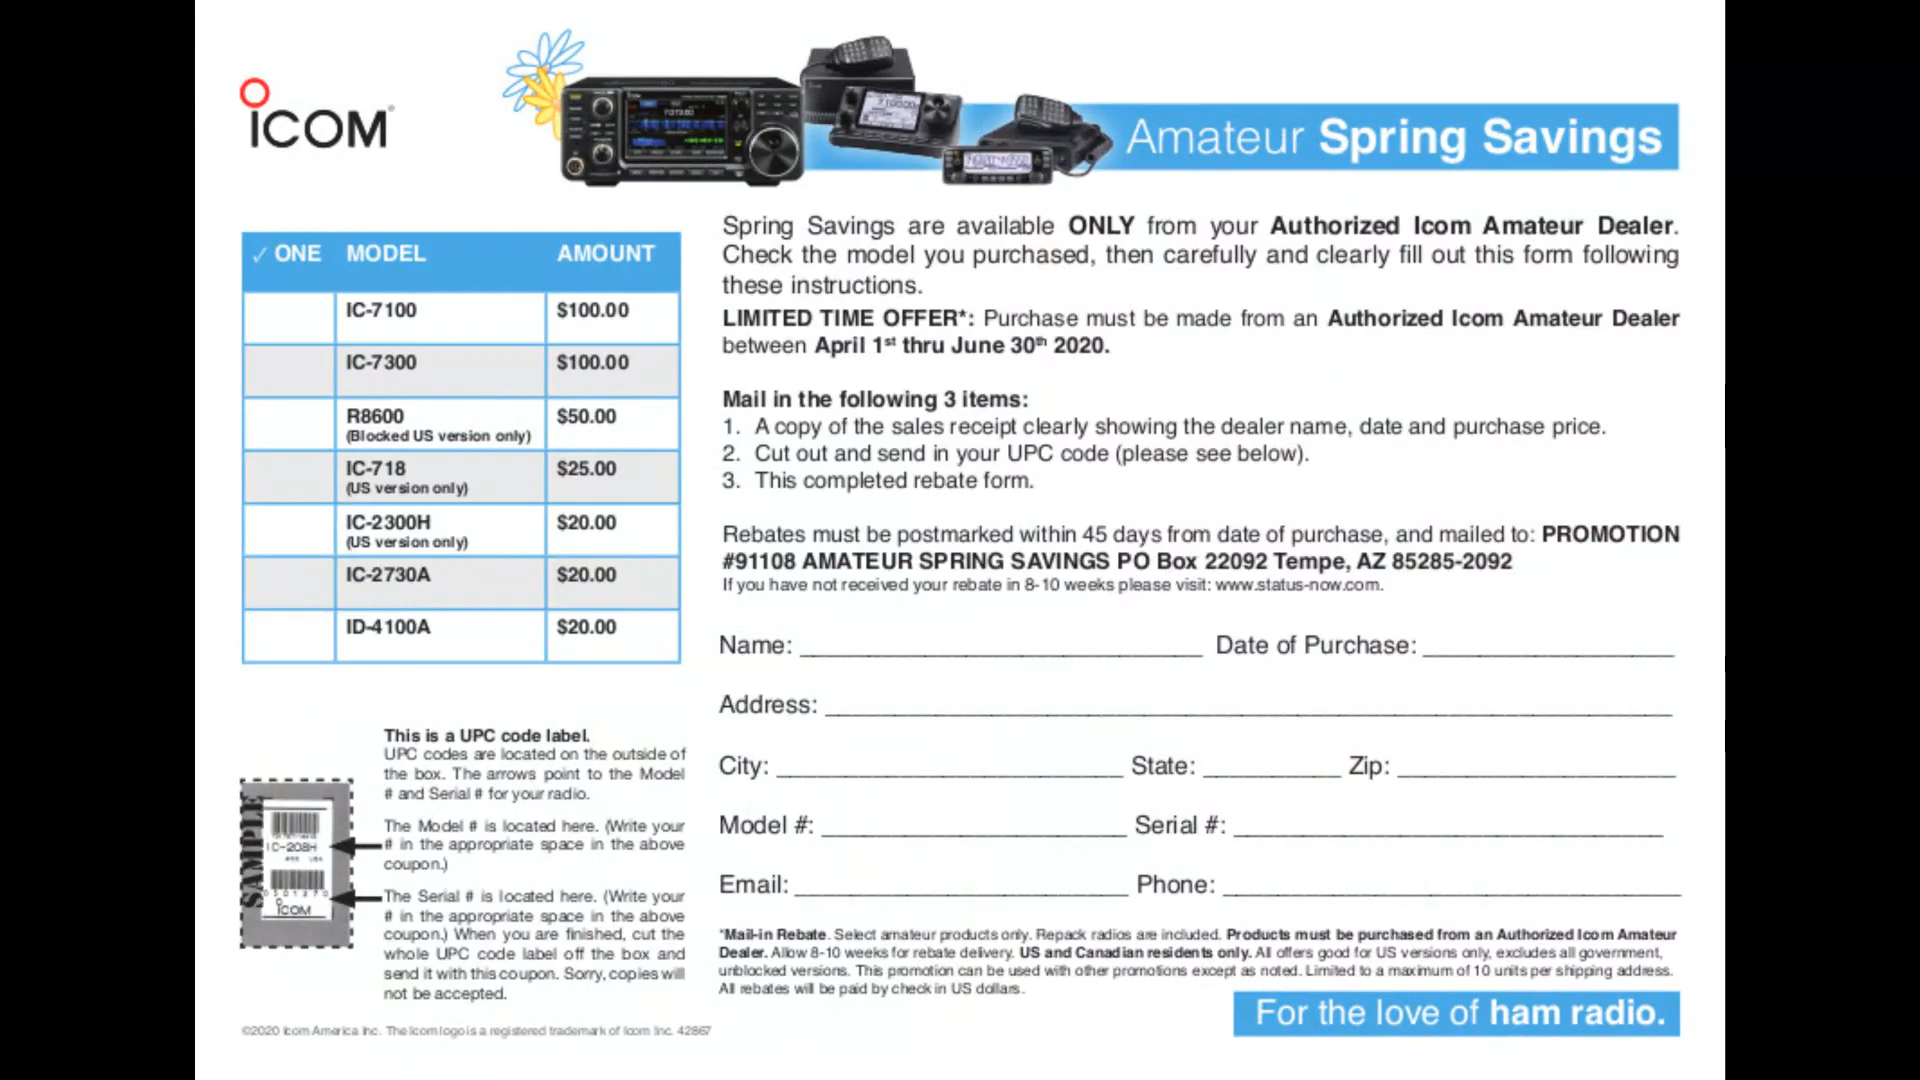 ICOM®
Amateur Spring Savings
✓ ONE MODEL AMOUNT
IC-7100 $100.00
IC-7300 $100.00
R8600 $50.00
(Blocked US version only)
IC-718 $25.00
(US version only)
IC-2300H $20.00
(US version only)
IC-2730A $20.00
ID-4100A $20.00
Spring Savings are available ONLY from your Authorized Icom Amateur Dealer.
Check the model you purchased, then carefully and clearly fill out this form following
these instructions.
LIMITED TIME OFFER*: Purchase must be made from an Authorized Icom Amateur Dealer
between April 1st thru June 30th 2020.
Mail in the following 3 items:
1. A copy of the sales receipt clearly showing the dealer name, date and purchase price.
2. Cut out and send in your UPC code (please see below).
3. This completed rebate form.
Rebates must be postmarked within 45 days from date of purchase, and mailed to: PROMOTION
#91108 AMATEUR SPRING SAVINGS PO Box 22092 Tempe, AZ 85285-2092
If you have not received your rebate in 8-10 weeks please visit: www.status-now.com.
Name: Date of Purchase:
Address:
City: State: Zip:
Model #: Serial #:
Email: Phone:
This is a UPC code label.
UPC codes are located on the outside of
the box. The arrows point to the Model
# and Serial # for your radio.
The Model # is located here. (Write your
# in the appropriate space in the above
coupon.)
The Serial # is located here. (Write your
# in the appropriate space in the above
coupon.) When you are finished, cut the
whole UPC code label off the box and
send it with this coupon. Sorry, copies will
not be accepted.
SAMPLE
IC-208H
ICOM
*Mail-in Rebate. Select amateur products only. Repack radios are included. Products must be purchased from an Authorized Icom Amateur
Dealer. Allow 8-10 weeks for rebate delivery. US and Canadian residents only. All offers good for US versions only, excludes all government,
unblocked versions. This promotion can be used with other promotions except as noted. Limited to a maximum of 10 units per shipping address.
All rebates will be paid by check in US dollars.
For the love of ham radio.
©2020 Icom America Inc. The Icom logo is a registered trademark of Icom Inc. 42867